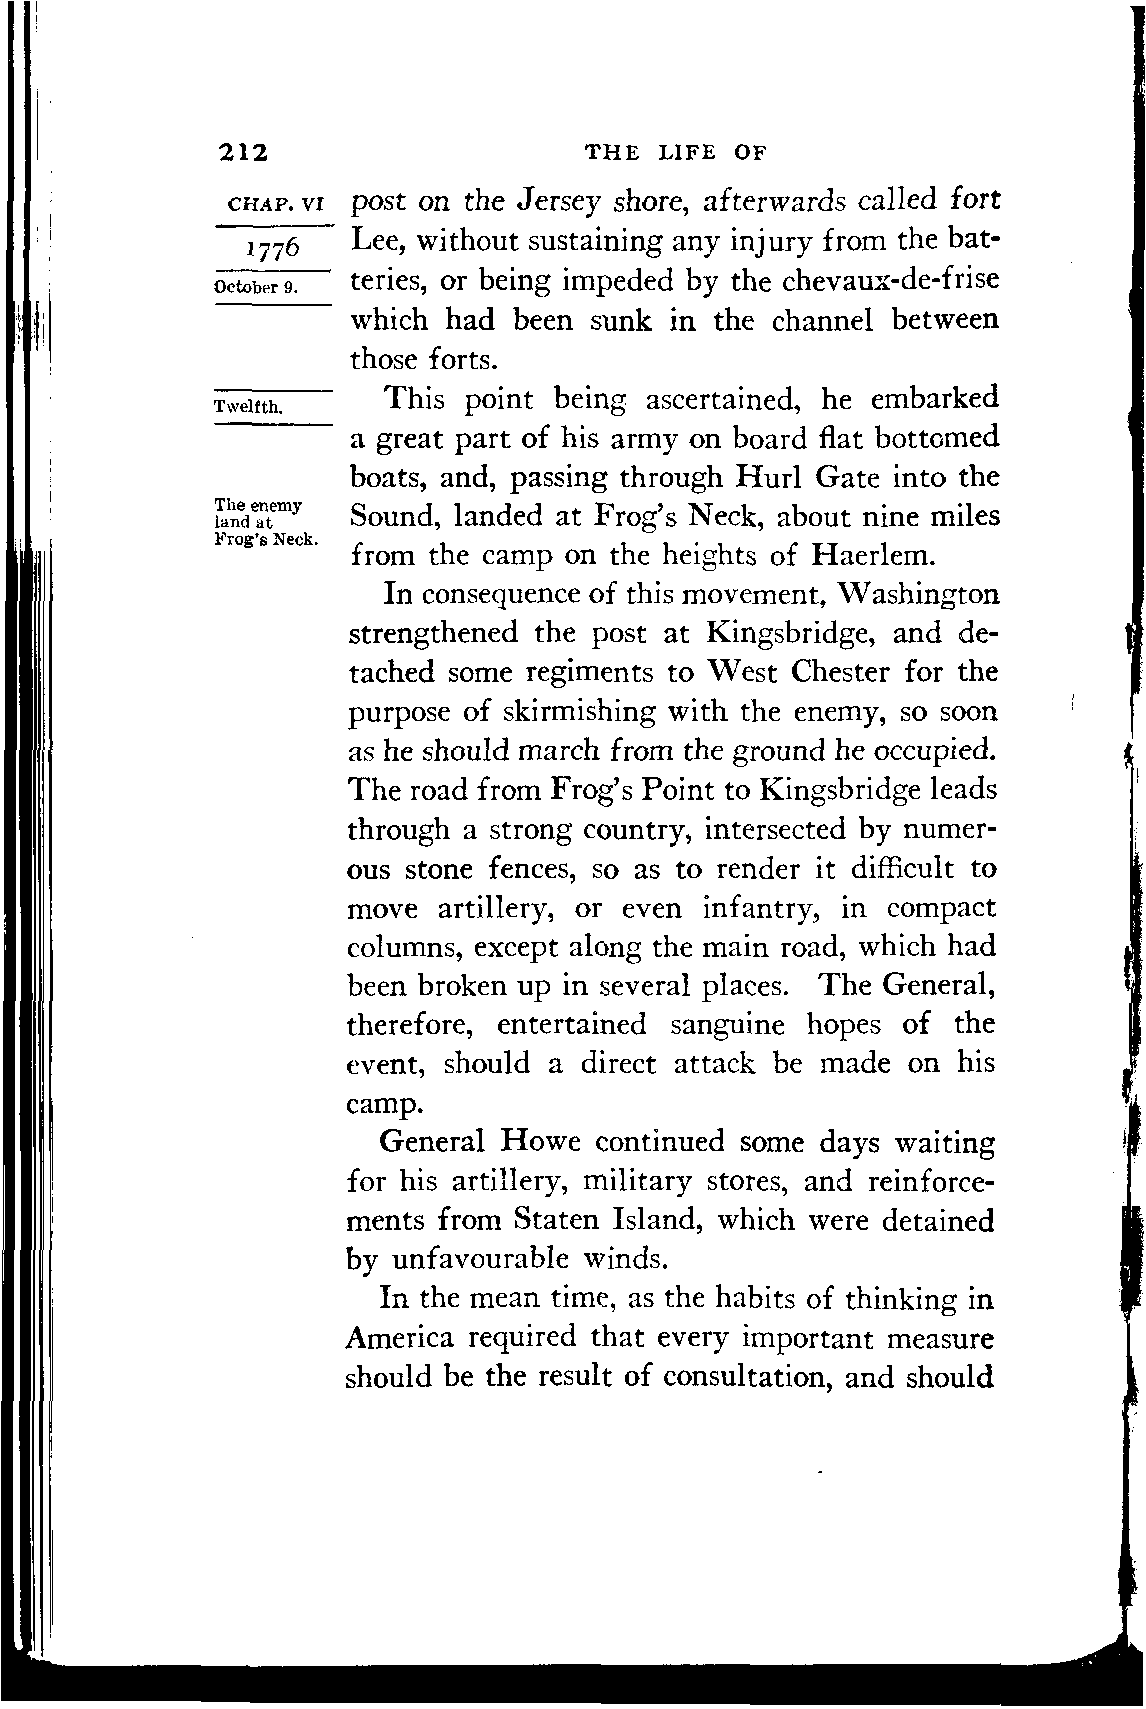 212 THE LIFE OF
CHAP. VI
1776
October 9.
post on the Jersey shore, afterwards called fort
Lee, without sustaining any injury from the bat-
teries, or being impeded by the chevaux-de-frise
which had been sunk in the channel between
those forts.
Twelfth.
This point being ascertained, he embarked
a great part of his army on board flat bottomed
boats, and, passing through Hurl Gate into the
The enemy
land at
Frog's Neck.
Sound, landed at Frog's Neck, about nine miles
from the camp on the heights of Haerlem.
In consequence of this movement, Washington
strengthened the post at Kingsbridge, and de-
tached some regiments to West Chester for the
purpose of skirmishing with the enemy, so soon
as he should march from the ground he occupied.
The road from Frog's Point to Kingsbridge leads
through a strong country, intersected by numer-
ous stone fences, so as to render it difficult to
move artillery, or even infantry, in compact
columns, except along the main road, which had
been broken up in several places. The General,
therefore, entertained sanguine hopes of the
event, should a direct attack be made on his
camp.
General Howe continued some days waiting
for his artillery, military stores, and reinforce-
ments from Staten Island, which were detained
by unfavourable winds.
In the mean time, as the habits of thinking in
America required that every important measure
should be the result of consultation, and should